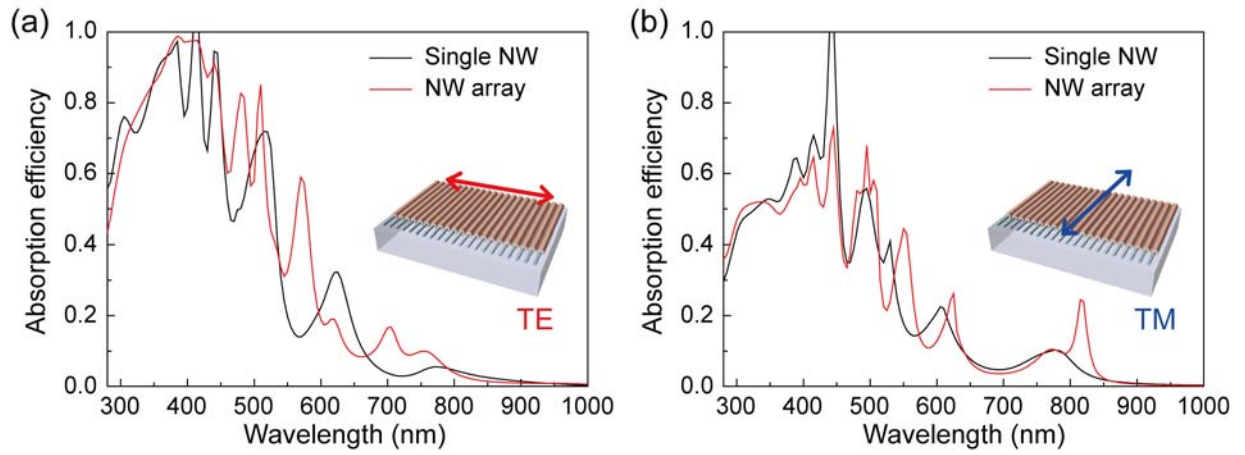 (a)
Absorption efficiency
1.0
0.8
0.6
0.4
0.2
0.0
Single NW
NW array
TE
300 400 500 600 700 800 900 1000
Wavelength (nm)
(b)
Absorption efficiency
1.0
0.8
0.6
0.4
0.2
0.0
Single NW
NW array
TM
300 400 500 600 700 800 900 1000
Wavelength (nm)